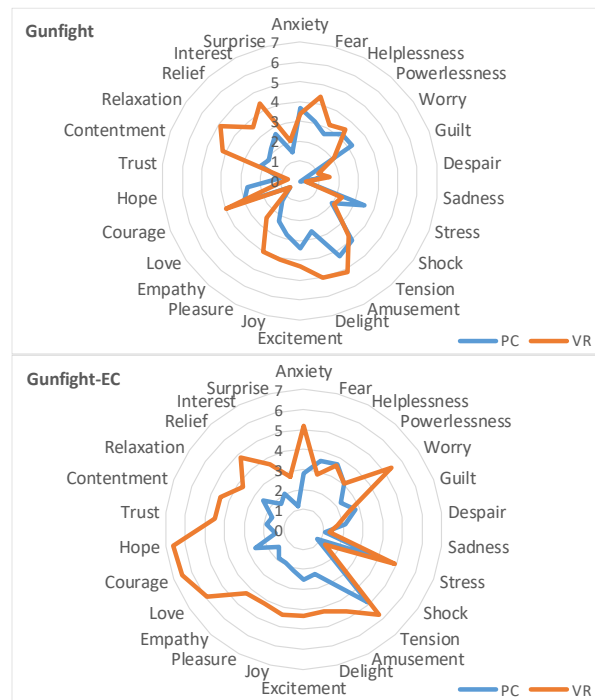 Gunfight
Anxiety
Fear
Helplessness
Powerlessness
Worry
Guilt
Despair
Sadness
Stress
Shock
Tension
Amusement
Delight
Excitement
Joy
Pleasure
Empathy
Love
Courage
Hope
Trust
Contentment
Relaxation
Relief
Interest
Surprise
7
6
5
4
3
2
1
0
PC
VR
Gunfight-EC
Anxiety
Fear
Helplessness
Powerlessness
Worry
Guilt
Despair
Sadness
Stress
Shock
Tension
Amusement
Delight
Excitement
Joy
Pleasure
Empathy
Love
Courage
Hope
Trust
Contentment
Relaxation
Relief
Interest
Surprise
7
6
5
4
3
2
1
0
PC
VR